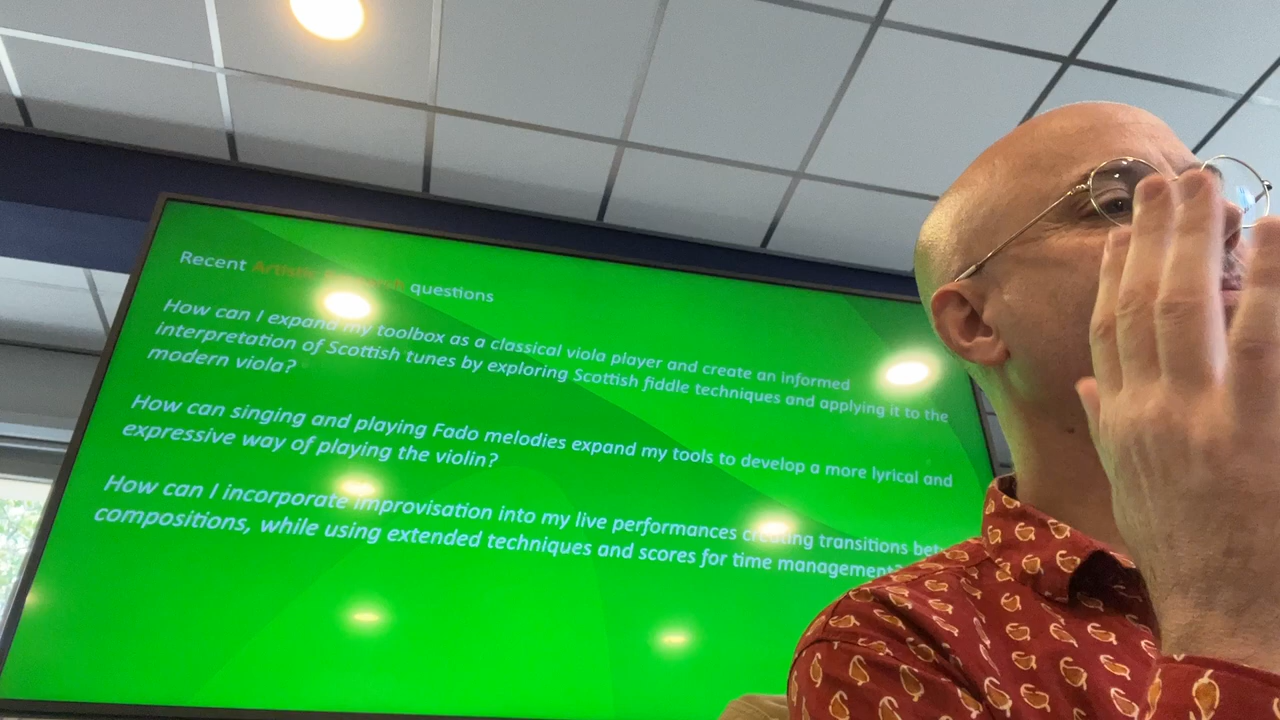 Recent Artistic questions
How can I expand my toolbox as a classical viola player and create an informed
interpretation of Scottish tunes by exploring Scottish fiddle techniques and applying it to the
modern viola?
How can singing and playing Fado melodies expand my tools to develop a more lyrical and
expressive way of playing the violin?
How can I incorporate improvisation into my live performances creating transitions
compositions, while using extended techniques and scores for time management